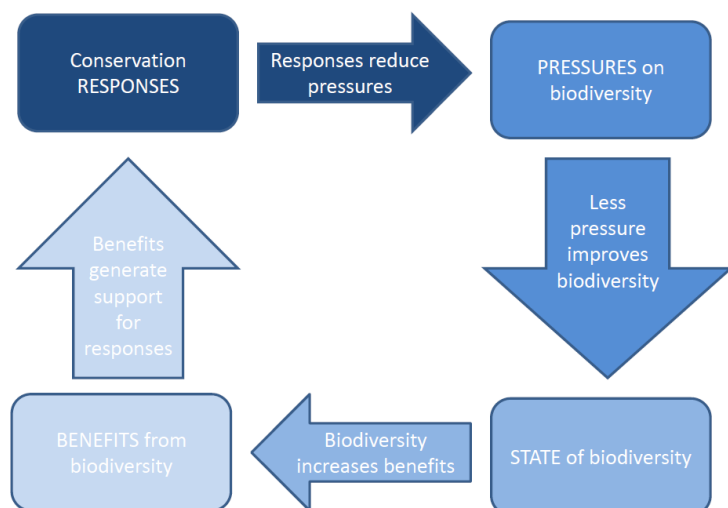 Conservation
RESPONSES
Responses reduce
pressures
PRESSURES on
biodiversity
Less
pressure
improves
biodiversity
STATE of biodiversity
Biodiversity
increases benefits
BENEFITS from
biodiversity
Benefits
generate
support
for
responses